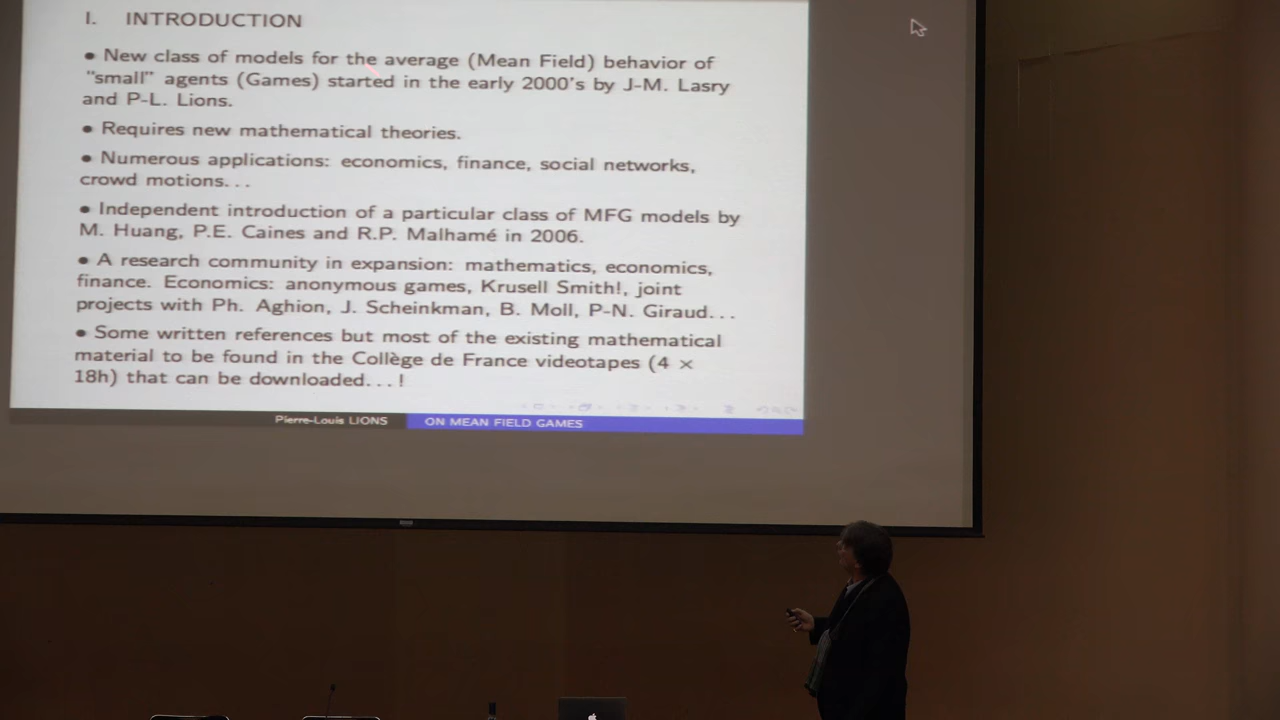 I. INTRODUCTION
• New class of models for the average (Mean Field) behavior of
"small" agents (Games) started in the early 2000's by J-M. Lasry
and P-L. Lions.
• Requires new mathematical theories.
• Numerous applications: economics, finance, social networks,
crowd motions...
• Independent introduction of a particular class of MFG models by
M. Huang, P.E. Caines and R.P. Malhamé in 2006.
• A research community in expansion: mathematics, economics,
finance. Economics: anonymous games, Krusell Smith!, joint
projects with Ph. Aghion, J. Scheinkman, B. Moll, P-N. Giraud...
• Some written references but most of the existing mathematical
material to be found in the Collège de France videotapes (4 ×
18h) that can be downloaded...!
Pierre-Louis LIONS ON MEAN FIELD GAMES